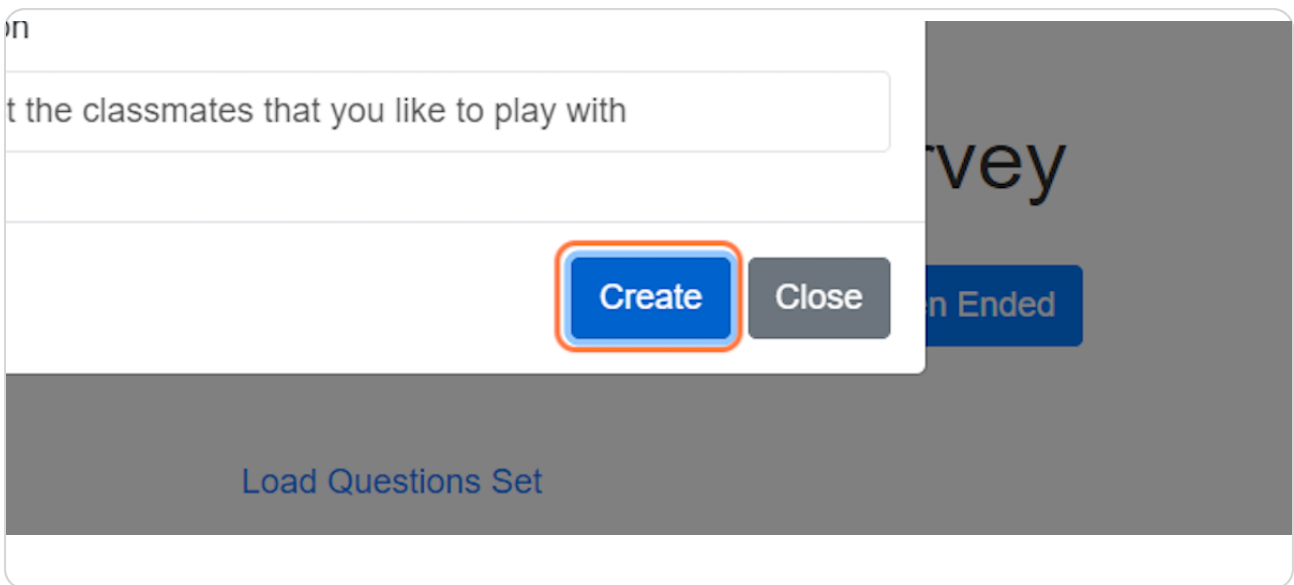 on
t the classmates that you like to play with
rvey
Create
Close
n Ended
Load Questions Set